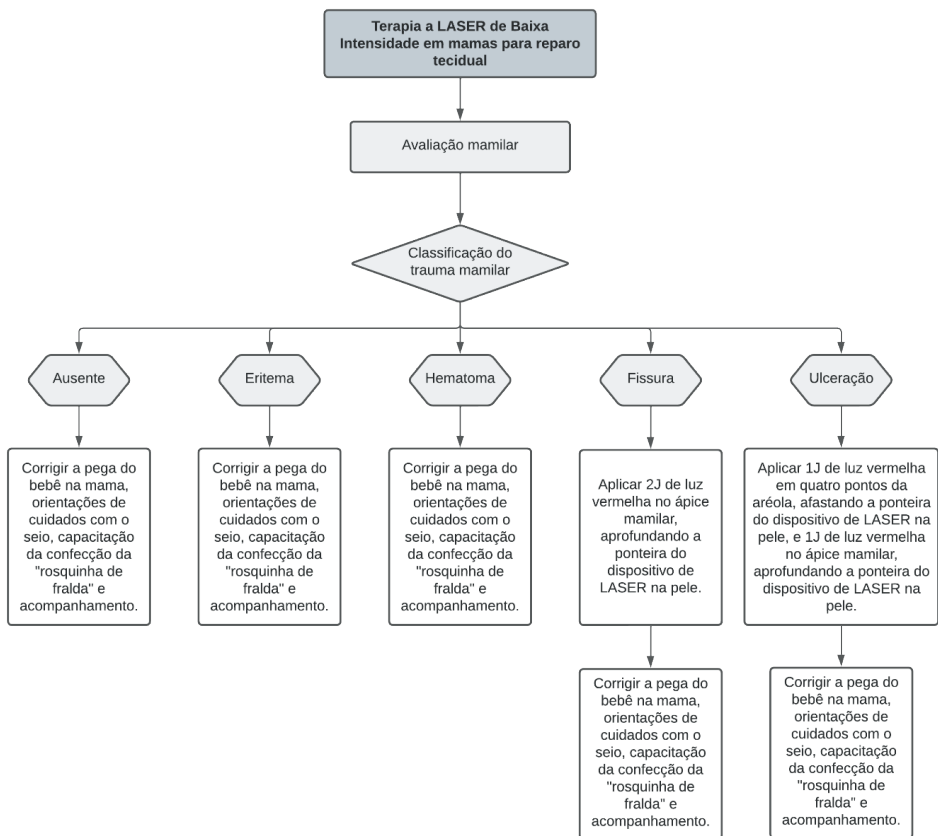 Terapia a LASER de Baixa
Intensidade em mamas para reparo
tecidual
Avaliação mamilar
Classificação do
trauma mamilar
Ausente
Eritema
Hematoma
Fissura
Ulceração
Corrigir a pega do
bebê na mama,
orientações de
cuidados com o
seio, capacitação
da confecção da
"rosquinha de
fralda" e
acompanhamento.
Corrigir a pega do
bebê na mama,
orientações de
cuidados com o
seio, capacitação
da confecção da
"rosquinha de
fralda" e
acompanhamento.
Corrigir a pega do
bebê na mama,
orientações de
cuidados com o
seio, capacitação
da confecção da
"rosquinha de
fralda" e
acompanhamento.
Aplicar 2J de luz
vermelha no ápice
mamilar,
aprofundando a
ponteira do
dispositivo de
LASER na pele.
Aplicar 1J de luz vermelha
em quatro pontos da
aréola, afastando a ponteira
do dispositivo de LASER na
pele, e 1J de luz vermelha
no ápice mamilar,
aprofundando a ponteira do
dispositivo de LASER na
pele.
Corrigir a pega do
bebê na mama,
orientações de
cuidados com o
seio, capacitação
da confecção da
"rosquinha de
fralda" e
acompanhamento.
Corrigir a pega do
bebê na mama,
orientações de
cuidados com o
seio, capacitação
da confecção da
"rosquinha de
fralda" e
acompanhamento.